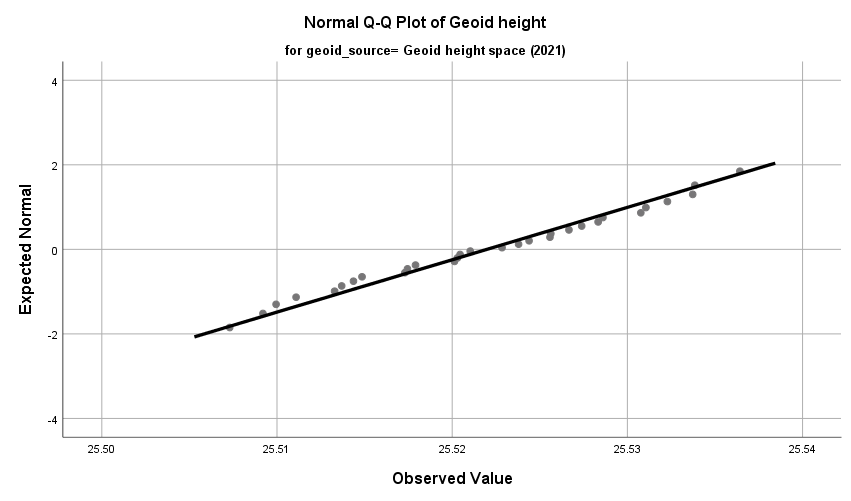 Normal Q-Q Plot of Geoid height
for geoid_source= Geoid height space (2021)
4
2
0
-2
-4
Expected Normal
25.50 25.51 25.52 25.53 25.54
Observed Value